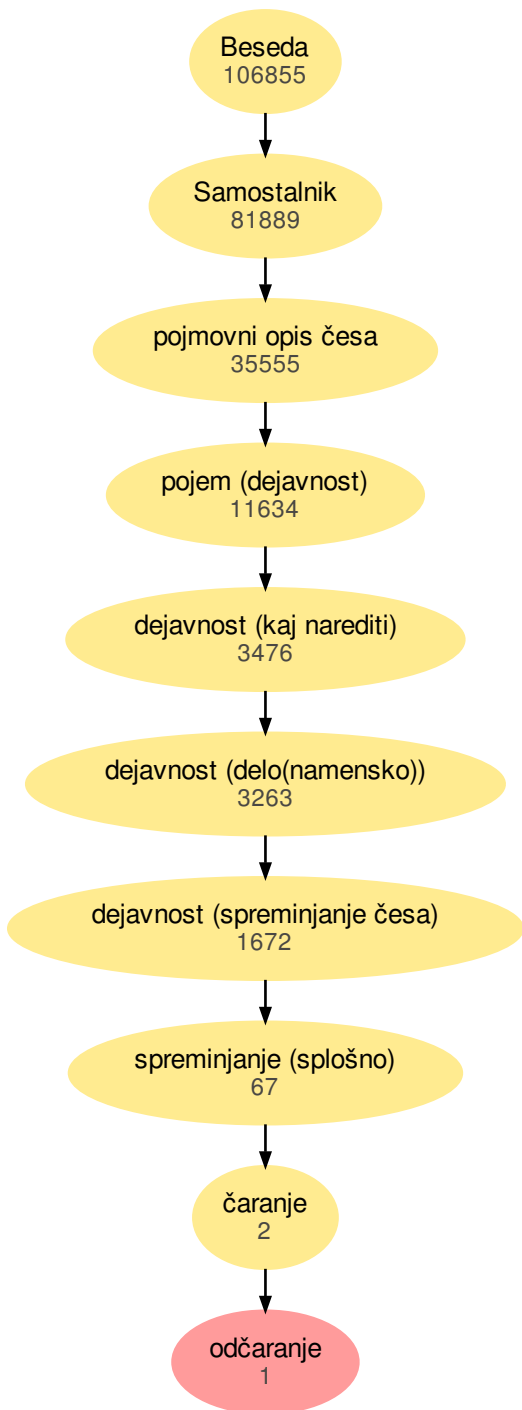 Beseda
106855
Samostalnik
81889
pojmovni opis česa
35555
pojem (dejavnost)
11634
dejavnost (kaj narediti)
3476
dejavnost (delo(namensko))
3263
dejavnost (spreminjanje česa)
1672
spreminjanje (splošno)
67
čaranje
2
odčaranje
1